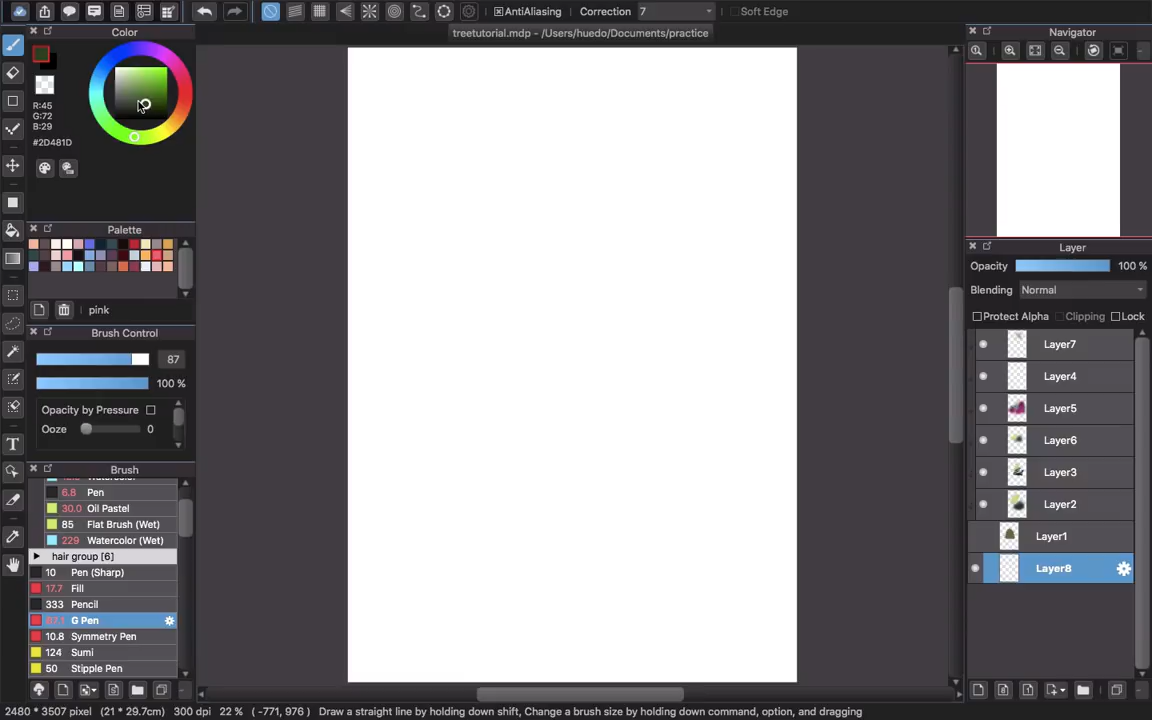 AntiAliasing Correction 7 Soft Edge
treetutorial.mdp - /Users/huedo/Documents/practice
Color
R:45
G:72
B:29
#2D481D
Palette
pink
Brush Control
87
100 %
Opacity by Pressure
Ooze 0
Brush
6.8 Pen
30.0 Oil Pastel
85 Flat Brush (Wet)
229 Watercolor (Wet)
hair group [6]
10 Pen (Sharp)
17.7 Fill
333 Pencil
87.1 G Pen
10.8 Symmetry Pen
124 Sumi
50 Stipple Pen
Navigator
Layer
Opacity 100 %
Blending Normal
Protect Alpha Clipping Lock
Layer7
Layer4
Layer5
Layer6
Layer3
Layer2
Layer1
Layer8
2480 * 3507 pixel (21 * 29.7cm) 300 dpi 22 % ( -771, 976 ) Draw a straight line by holding down shift, Change a brush size by holding down command, option, and dragging